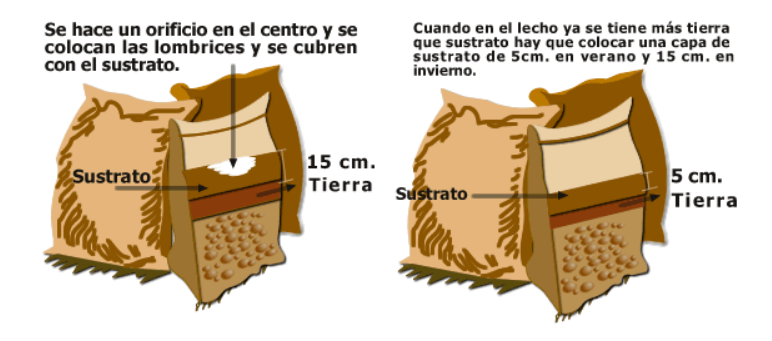 Se hace un orificio en el centro y se
colocan las lombrices y se cubren
con el sustrato.
Sustrato
15 cm.
Tierra
Cuando en el lecho ya se tiene más tierra
que sustrato hay que colocar una capa de
sustrato de 5cm. en verano y 15 cm. en
invierno.
Sustrato
5 cm.
Tierra